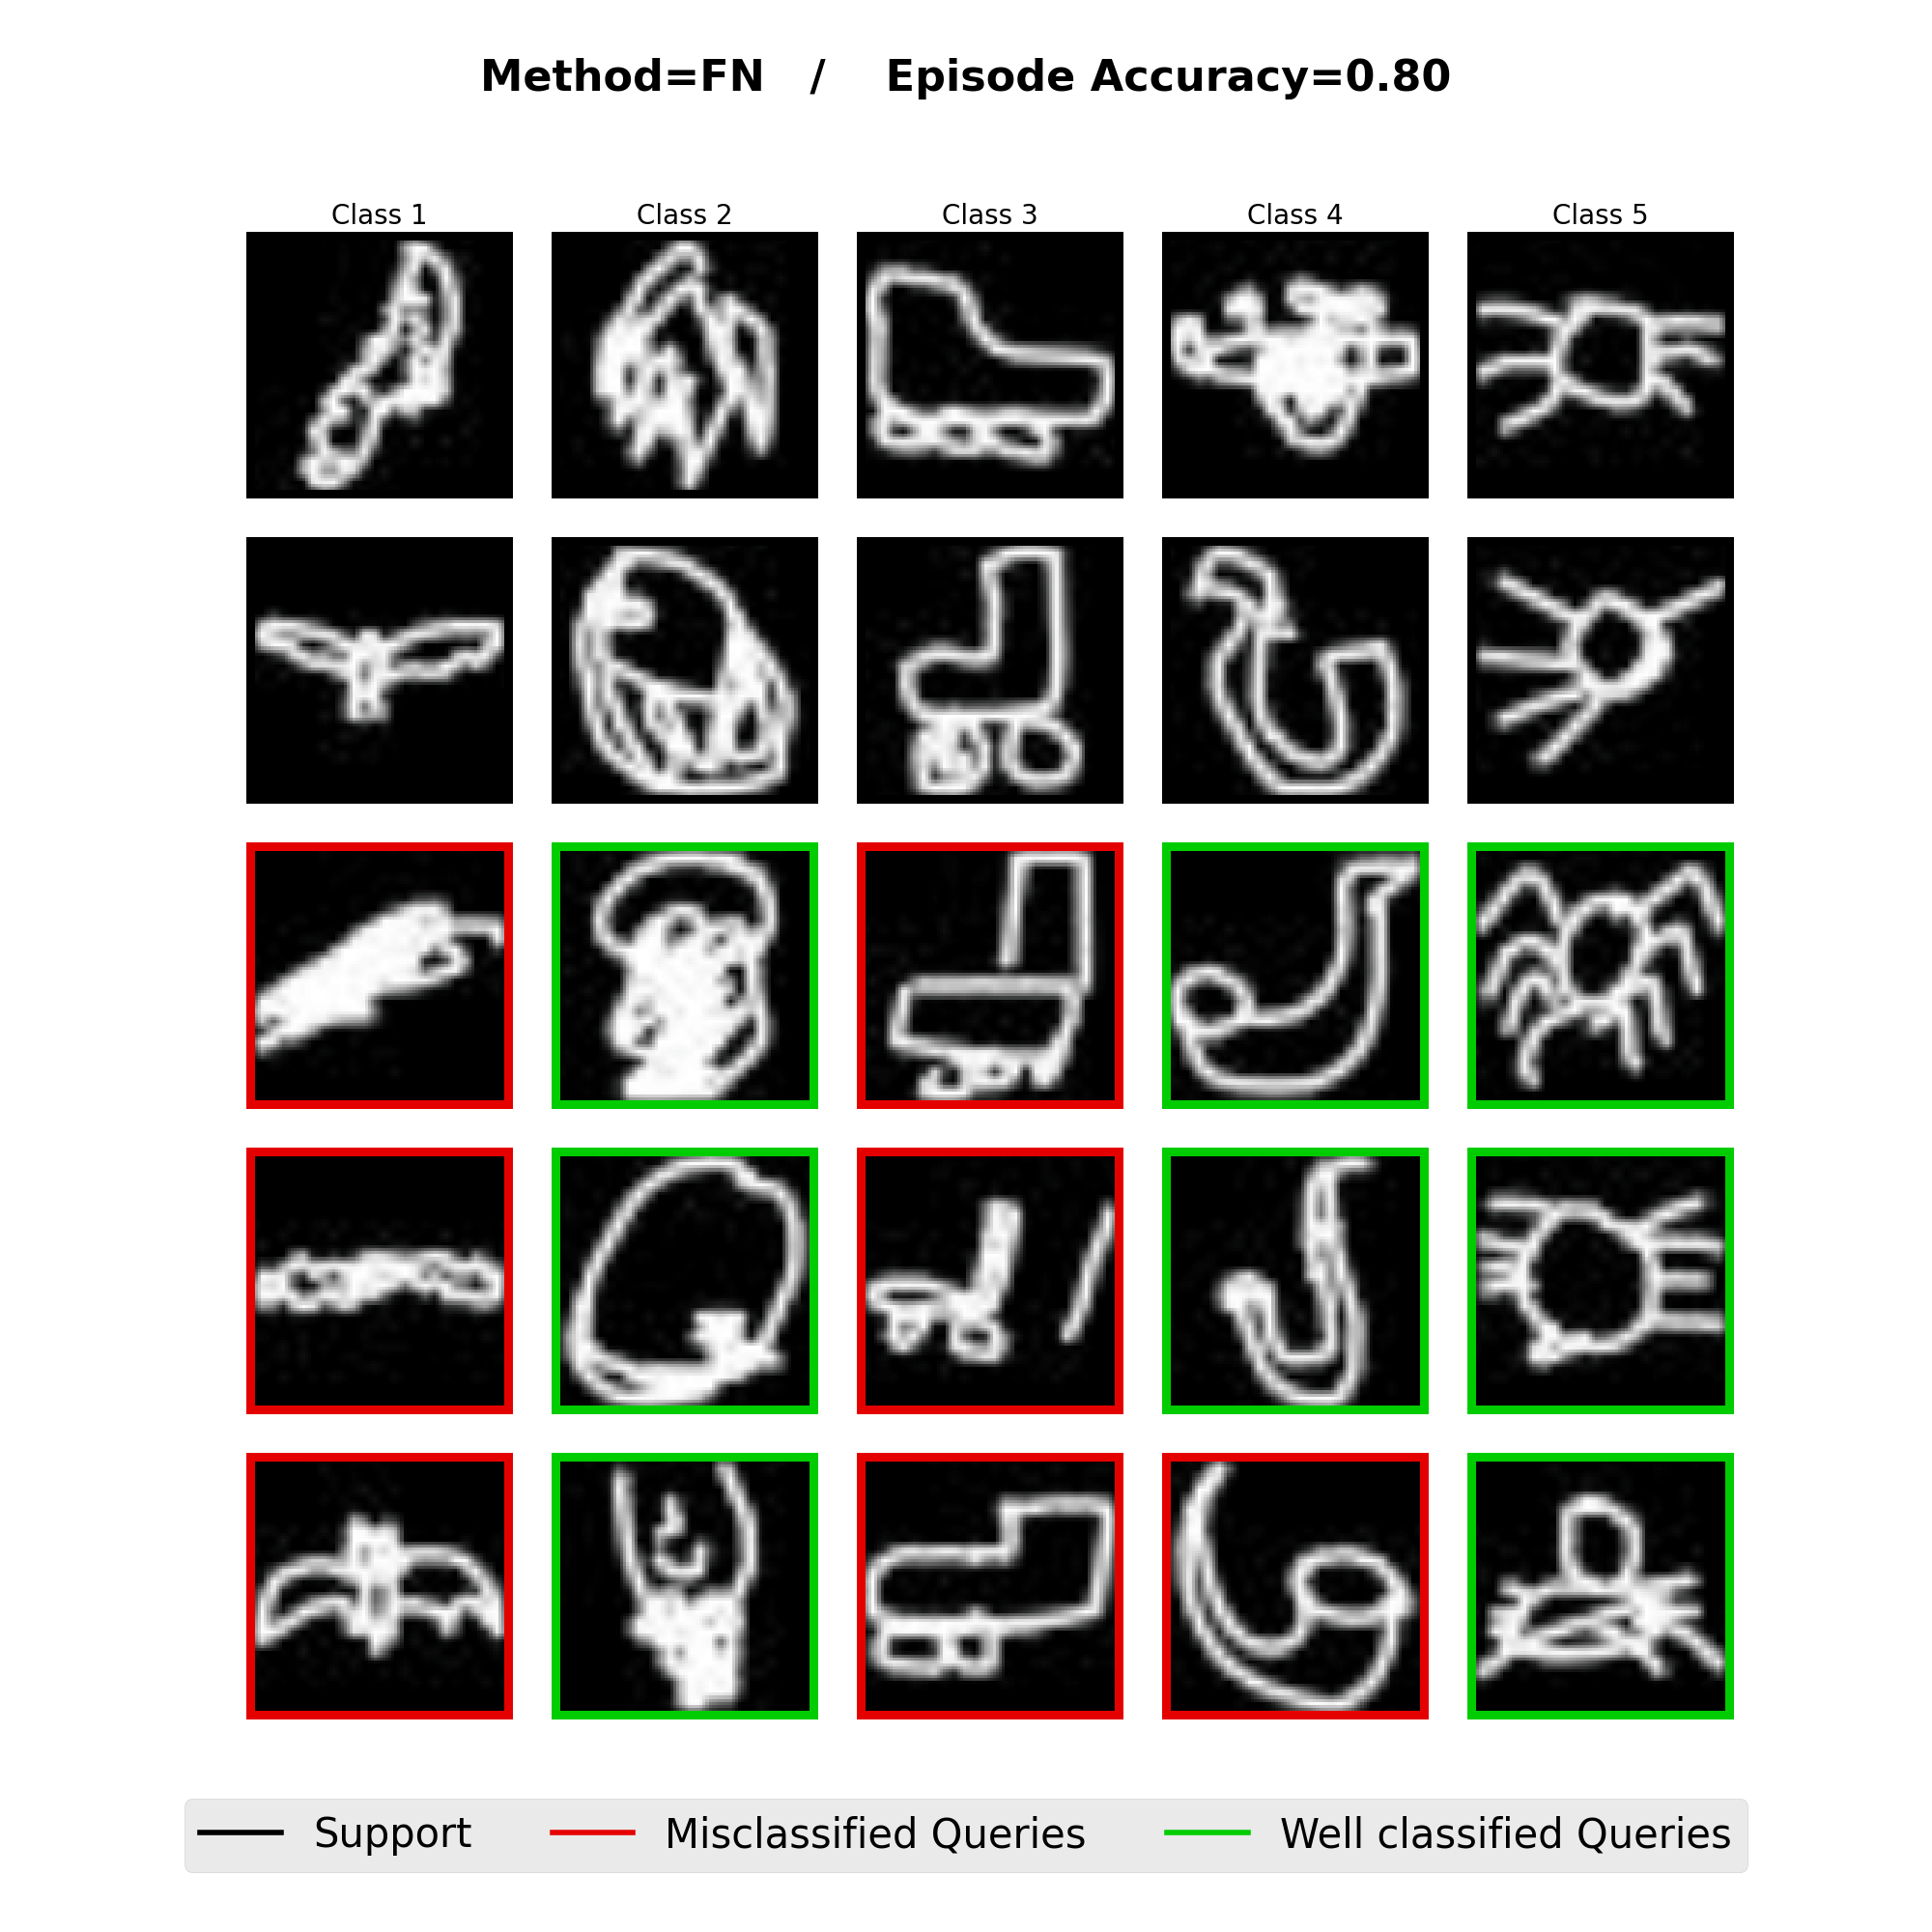 Method=FN / Episode Accuracy=0.80
Class 1 Class 2 Class 3 Class 4 Class 5
Support Misclassified Queries Well classified Queries